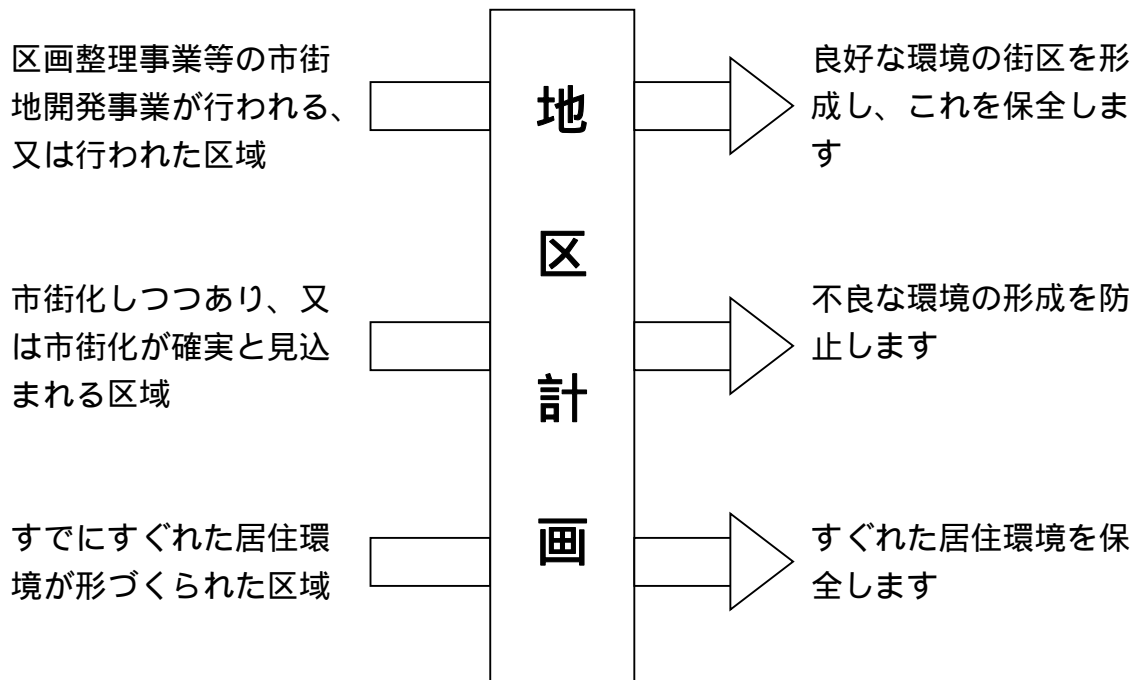 区画整理事業等の市街
地開発事業が行われる、
又は行われた区域
市街化しつつあり、又
は市街化が確実と見込
まれる区域
すでにすぐれた居住環
境が形づくられた区域
地
区
計
画
良好な環境の街区を形
成し、これを保全しま
す
不良な環境の形成を防
止します
すぐれた居住環境を保
全します